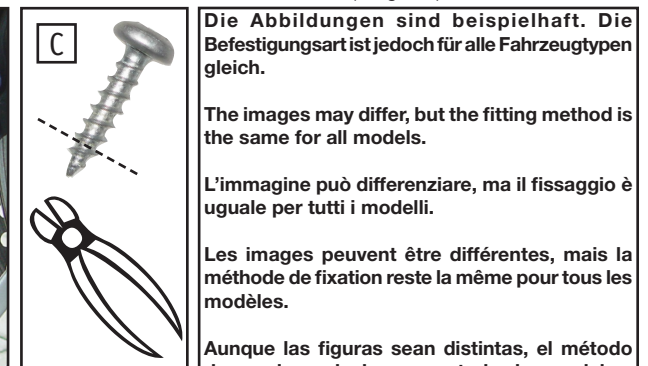 C
Die Abbildungen sind beispielhaft. Die
Befestigungsart ist jedoch für alle Fahrzeugtypen
gleich.
The images may differ, but the fitting method is
the same for all models.
L'immagine può differenziare, ma il fissaggio è
uguale per tutti i modelli.
Les images peuvent être différentes, mais la
méthode de fixation reste la même pour tous les
modèles.
Aunque las figuras sean distintas, el método